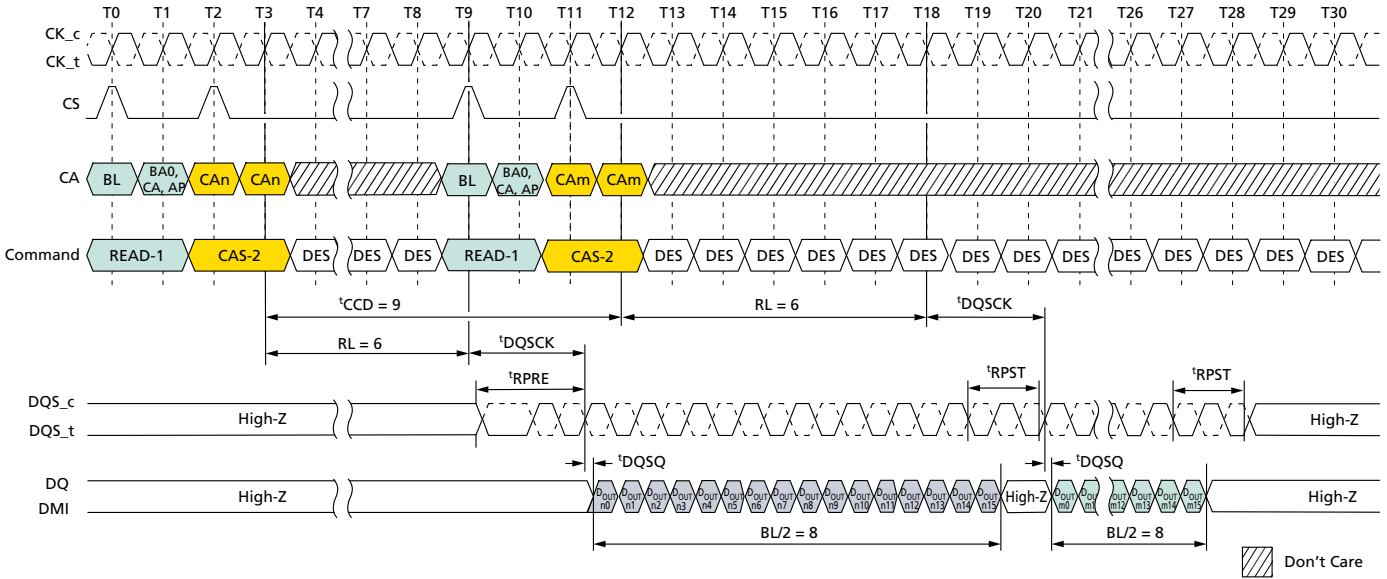 T0 T1 T2 T3 T4 T7 T8 T9 T10 T11 T12 T13 T14 T15 T16 T17 T18 T19 T20 T21 T26 T27 T28 T29 T30
CK_c
CK_t
CS
CA BL BA0, CA, AP CAn CAn BL BA0, CA, AP CAm CAm
Command READ-1 CAS-2 DES DES DES READ-1 CAS-2 DES DES DES DES DES DES DES DES DES DES DES DES DES DES
tCCD = 9 RL = 6 tDQSCK
RL = 6 tDQSCK
tRPRE tRPST tRPST
DQS_c
DQS_t
High-Z High-Z
tDQSQ tDQSQ
DQ
DMI
High-Z DOUT n0 DOUT n1 DOUT n2 DOUT n3 DOUT n4 DOUT n5 DOUT n6 DOUT n7 DOUT n8 DOUT n9 DOUT n10 DOUT n11 DOUT n12 DOUT n13 DOUT n14 DOUT n15 High-Z DOUT m0 DOUT m1 DOUT m12 DOUT m13 DOUT m14 DOUT m15 High-Z
BL/2 = 8 BL/2 = 8
Don't Care